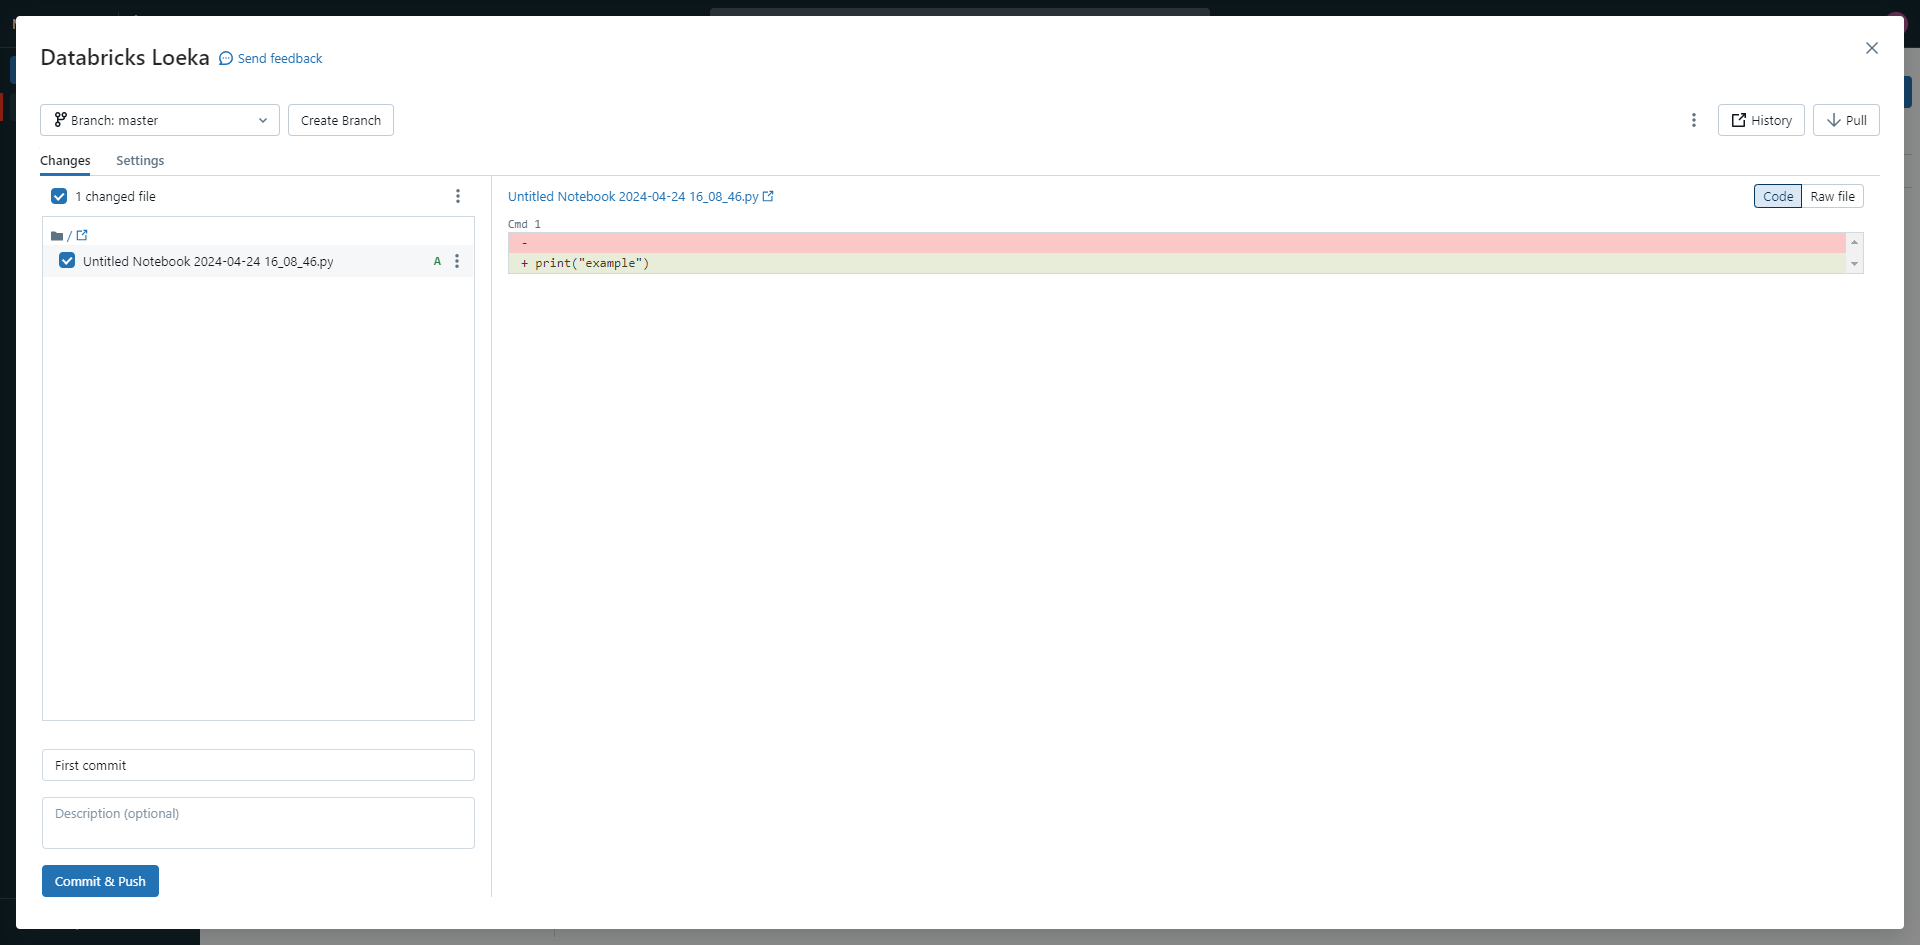 Databricks Loeka Send feedback
Branch: master Create Branch History Pull
Changes Settings
1 changed file
/
Untitled Notebook 2024-04-24 16_08_46.py A
First commit
Description (optional)
Commit & Push
Untitled Notebook 2024-04-24 16_08_46.py Code Raw file
Cmd 1
-
+ print("example")